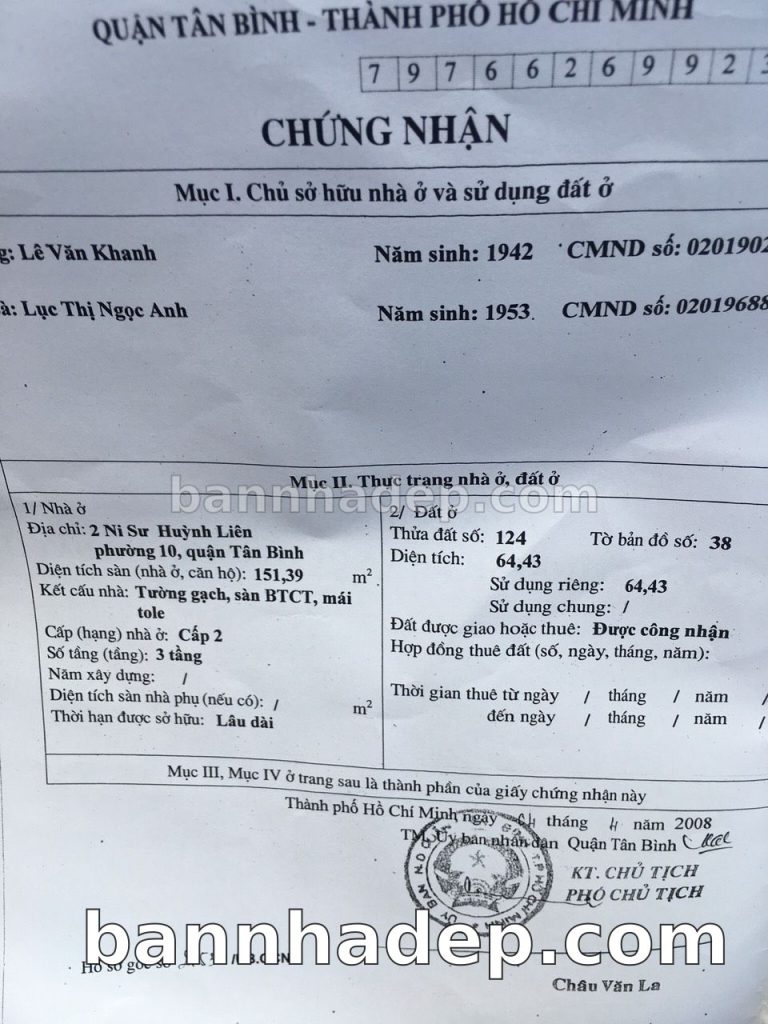 QUẬN TÂN BÌNH - THÀNH PHỐ HỒ CHÍ MINH
7 9 7 6 6 2 6 9 9 2 3
CHỨNG NHẬN
Mục I. Chủ sở hữu nhà ở và sử dụng đất ở
g: Lê Văn Khanh Năm sinh: 1942 CMND số: 0201902
à: Lục Thị Ngọc Anh Năm sinh: 1953. CMND số: 02019688
Mục II. Thực trạng nhà ở, đất ở
bannhadep.com
1/ Nhà ở
Địa chỉ: 2 Ni Sư Huỳnh Liên
phường 10, quận Tân Bình
Diện tích sàn (nhà ở, căn hộ): 151,39 m²
Kết cấu nhà: Tường gạch, sàn BTCT, mái
tole
Cấp (hạng) nhà ở: Cấp 2
Số tầng (tầng): 3 tầng
Năm xây dựng: /
Diện tích sàn nhà phụ (nếu có): / m²
Thời hạn được sở hữu: Lâu dài
2/ Đất ở
Thửa đất số: 124 Tờ bản đồ số: 38
Diện tích: 64,43
Sử dụng riêng: 64,43
Sử dụng chung: /
Đất được giao hoặc thuê: Được công nhận
Hợp đồng thuê đất (số, ngày, tháng, năm):
Thời gian thuê từ ngày / tháng / năm /
đến ngày / tháng / năm /
Mục III, Mục IV ở trang sau là thành phần của giấy chứng nhận này
Thành phố Hồ Chí Minh, ngày tháng năm 2008
TM. Ủy ban nhân dân Quận Tân Bình
KT. CHỦ TỊCH
PHÓ CHỦ TỊCH
bannhadep.com
Hồ sơ gốc số
Châu Văn La